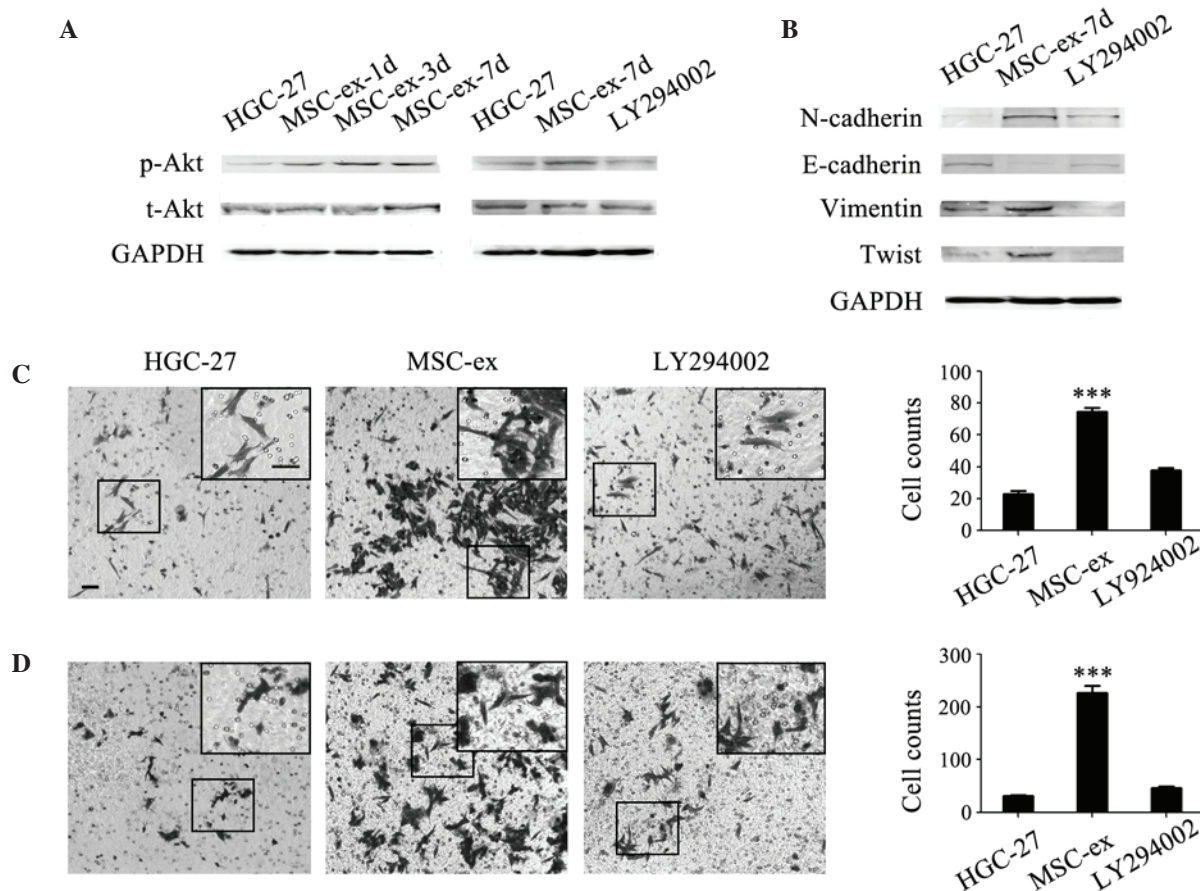 A
HGC-27
MSC-ex-1d
MSC-ex-3d
MSC-ex-7d
HGC-27
MSC-ex-7d
LY294002
p-Akt
t-Akt
GAPDH
B
HGC-27
MSC-ex-7d
LY294002
N-cadherin
E-cadherin
Vimentin
Twist
GAPDH
C
HGC-27
MSC-ex
LY294002
Cell counts
100
80
60
40
20
0
***
HGC-27
MSC-ex
LY924002
D
Cell counts
300
200
100
0
***
HGC-27
MSC-ex
LY294002